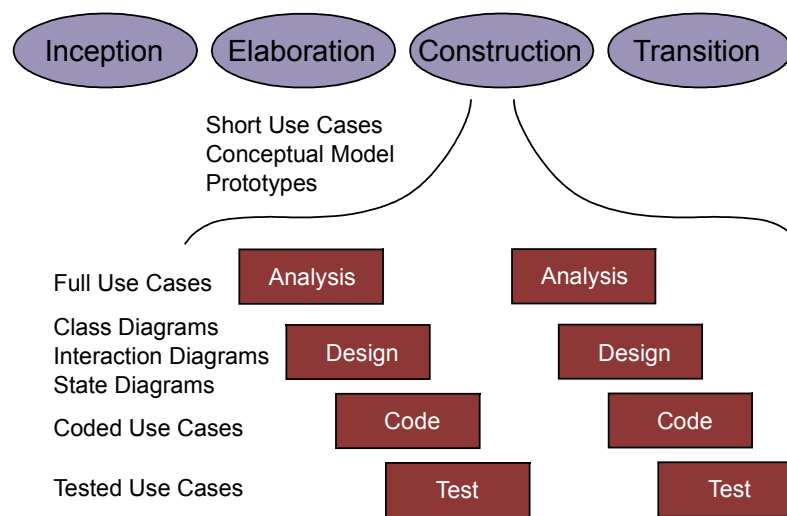 Inception Elaboration Construction Transition
Short Use Cases
Conceptual Model
Prototypes
Full Use Cases Analysis Analysis
Class Diagrams
Interaction Diagrams Design Design
State Diagrams
Coded Use Cases Code Code
Tested Use Cases Test Test